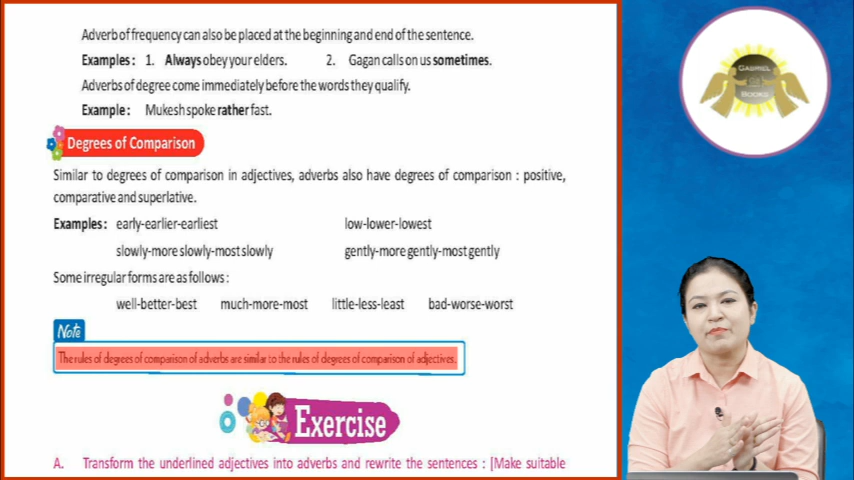 Adverb of frequency can also be placed at the beginning and end of the sentence.
Examples : 1. Always obey your elders. 2. Gagan calls on us sometimes.
Adverbs of degree come immediately before the words they qualify.
Example : Mukesh spoke rather fast.
Degrees of Comparison
Similar to degrees of comparison in adjectives, adverbs also have degrees of comparison : positive,
comparative and superlative.
Examples : early-earlier-earliest low-lower-lowest
slowly-more slowly-most slowly gently-more gently-most gently
Some irregular forms are as follows :
well-better-best much-more-most little-less-least bad-worse-worst
Note
The rules of degrees of comparison of adverbs are similar to the rules of degrees of comparison of adjectives.
Exercise
A. Transform the underlined adjectives into adverbs and rewrite the sentences : [Make suitable
GABRIEL
BOOKS